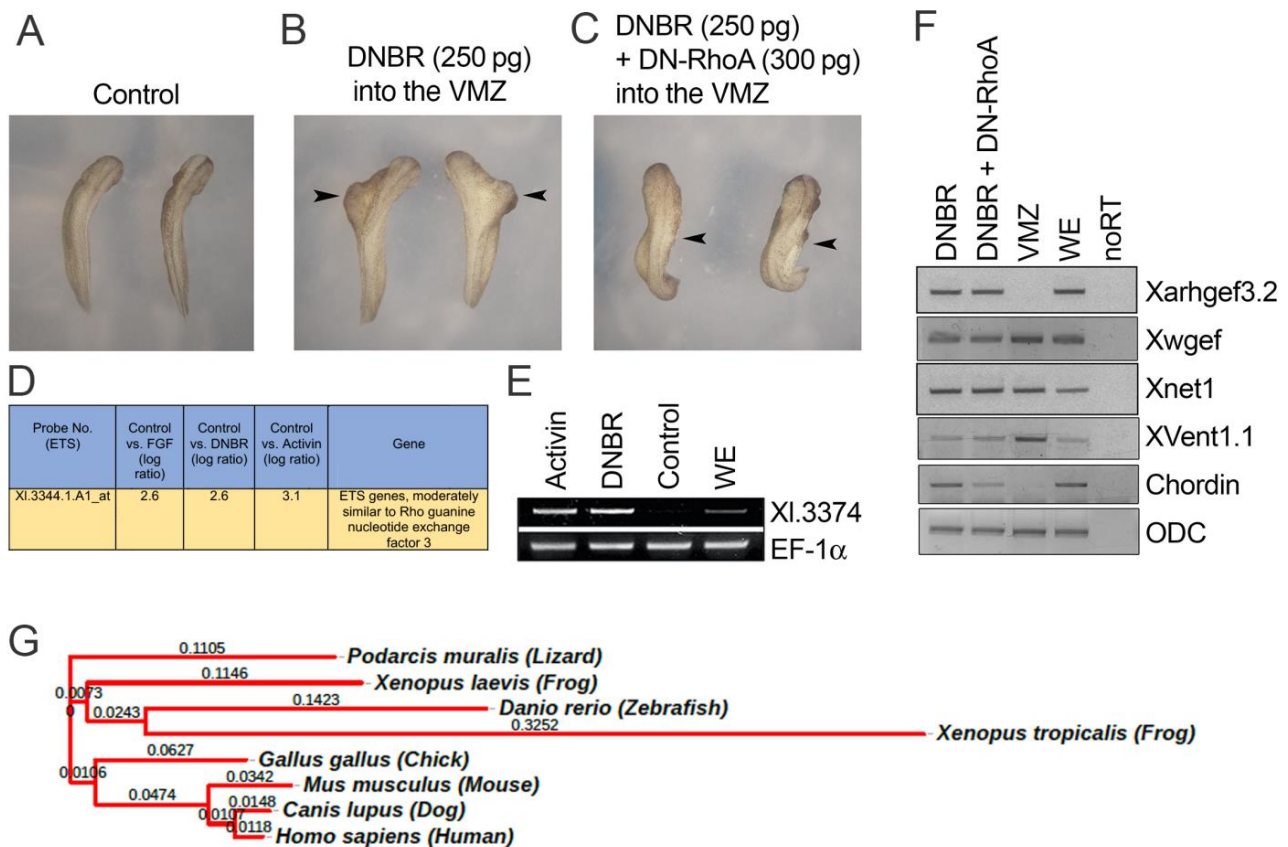 A
Control
B
DNBR (250 pg)
into the VMZ
C
DNBR (250 pg)
+ DN-RhoA (300 pg)
into the VMZ
D
Probe No.
(ETS)
Control
vs. FGF
(log
ratio)
Control
vs. DNBR
(log ratio)
Control
vs. Activin
(log ratio)
Gene
Xl.3344.1.A1_at
2.6
2.6
3.1
ETS genes, moderately
similar to Rho guanine
nucleotide exchange
factor 3
E
Activin
DNBR
Control
WE
Xl.3374
EF-1α
F
DNBR
DNBR + DN-RhoA
VMZ
WE
noRT
Xarhgef3.2
Xwgef
Xnet1
XVent1.1
Chordin
ODC
G
0.1105
Podarcis muralis (Lizard)
0.1146
Xenopus laevis (Frog)
0.0073
0
0.0243
0.1423
Danio rerio (Zebrafish)
0.3252
Xenopus tropicalis (Frog)
0.0627
Gallus gallus (Chick)
0.0106
0.0474
0.0342
Mus musculus (Mouse)
0.0148
Canis lupus (Dog)
0.0107
0.0118
Homo sapiens (Human)